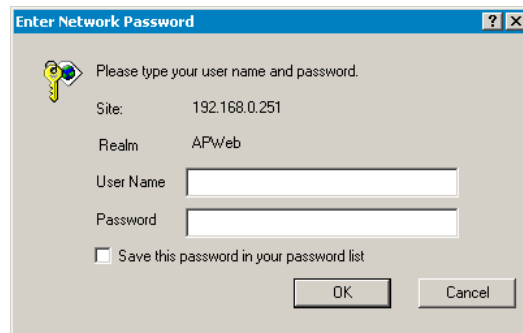 Enter Network Password
Please type your user name and password.
Site: 192.168.0.251
Realm APWeb
User Name
Password
Save this password in your password list
OK Cancel